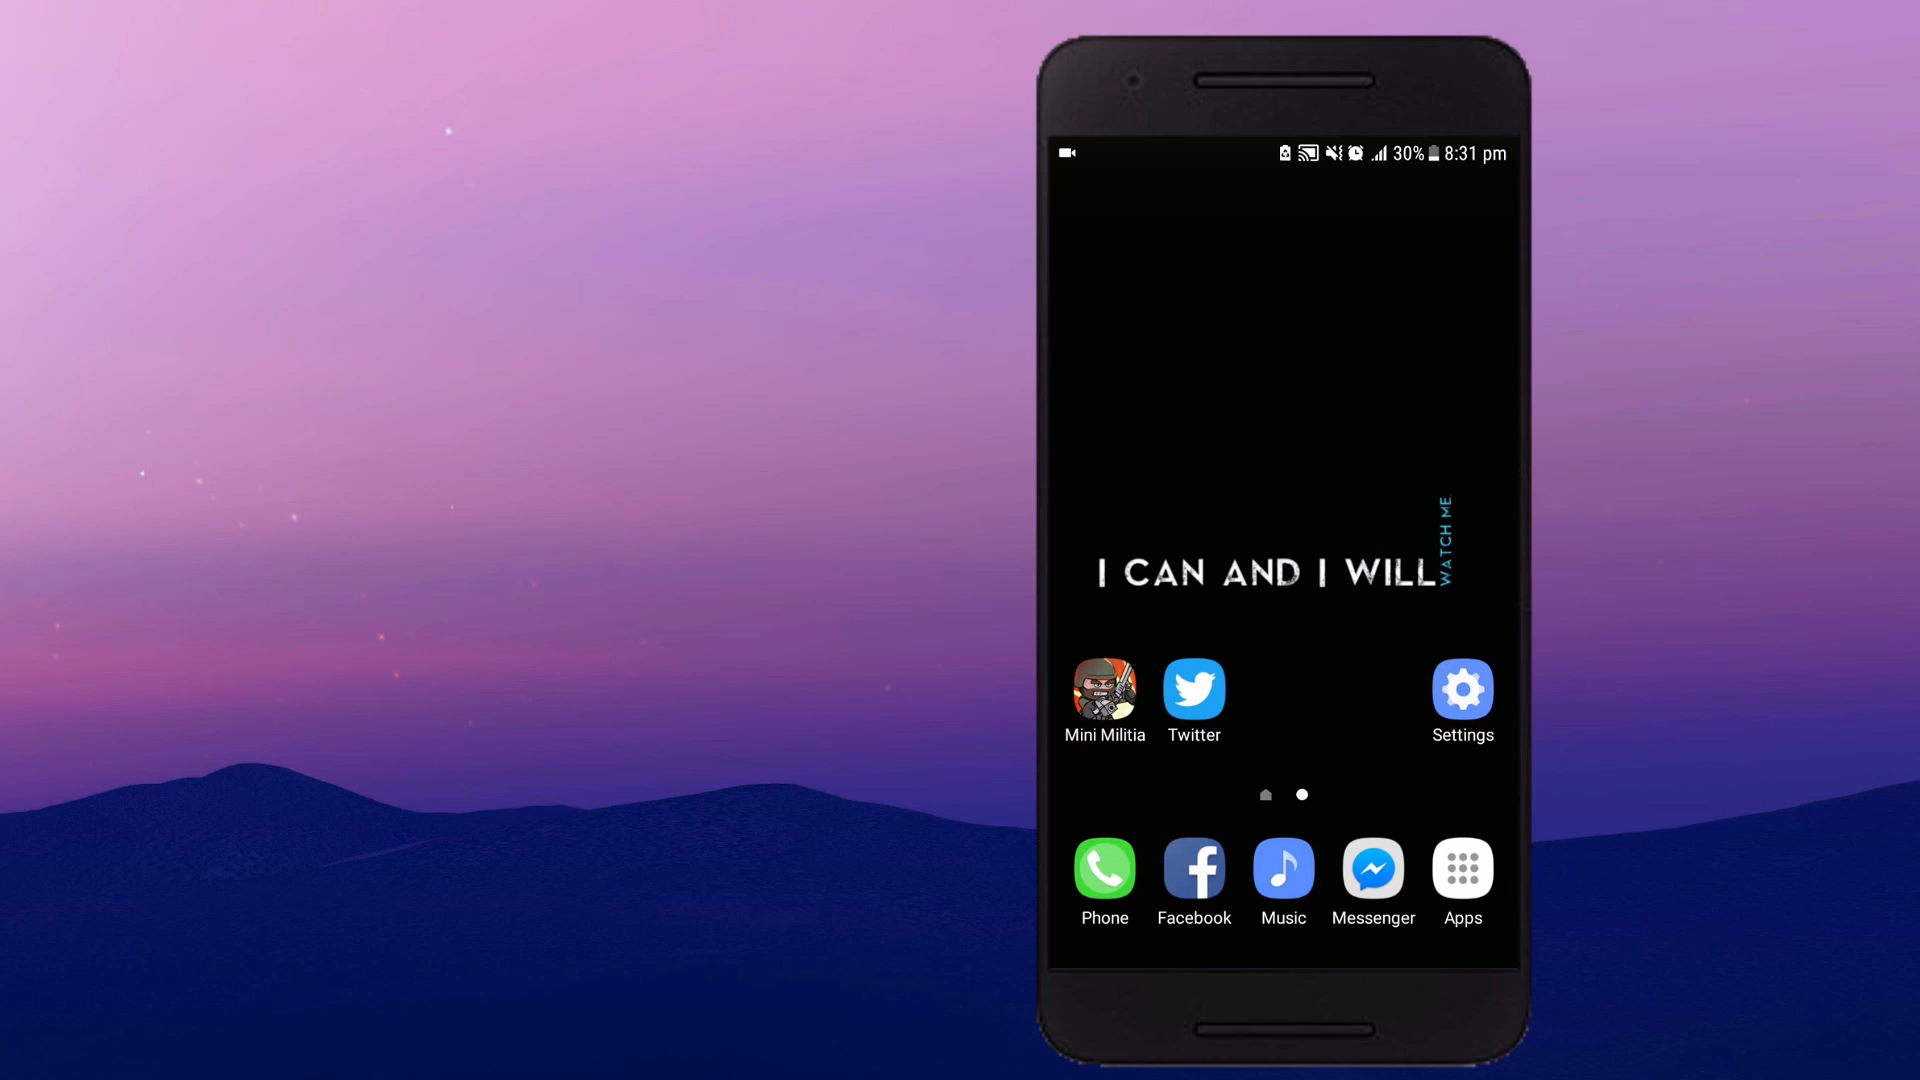 30% 8:31 pm
WATCH ME
I CAN AND I WILL
Mini Militia Twitter Settings
Phone Facebook Music Messenger Apps